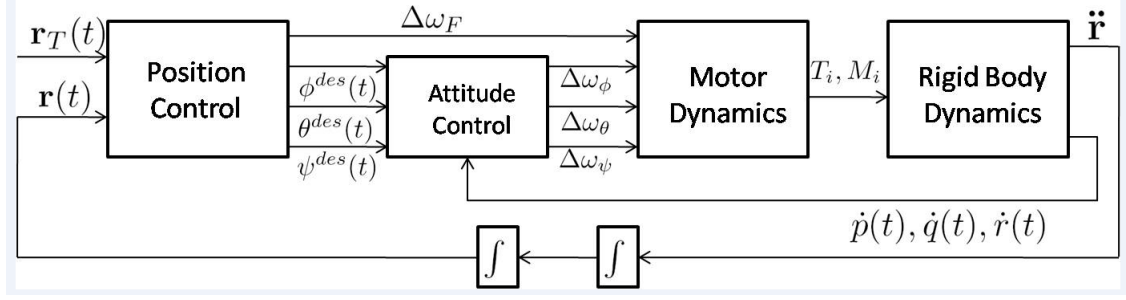 𝐫_T(t)
𝐫(t)
Position
Control
Δω_F
ϕ^{des}(t)
θ^{des}(t)
ψ^{des}(t)
Attitude
Control
Δω_ϕ
Δω_θ
Δω_ψ
Motor
Dynamics
T_i, M_i
Rigid Body
Dynamics
𝐫̈
ṗ(t), q̇(t), ṙ(t)
∫
∫